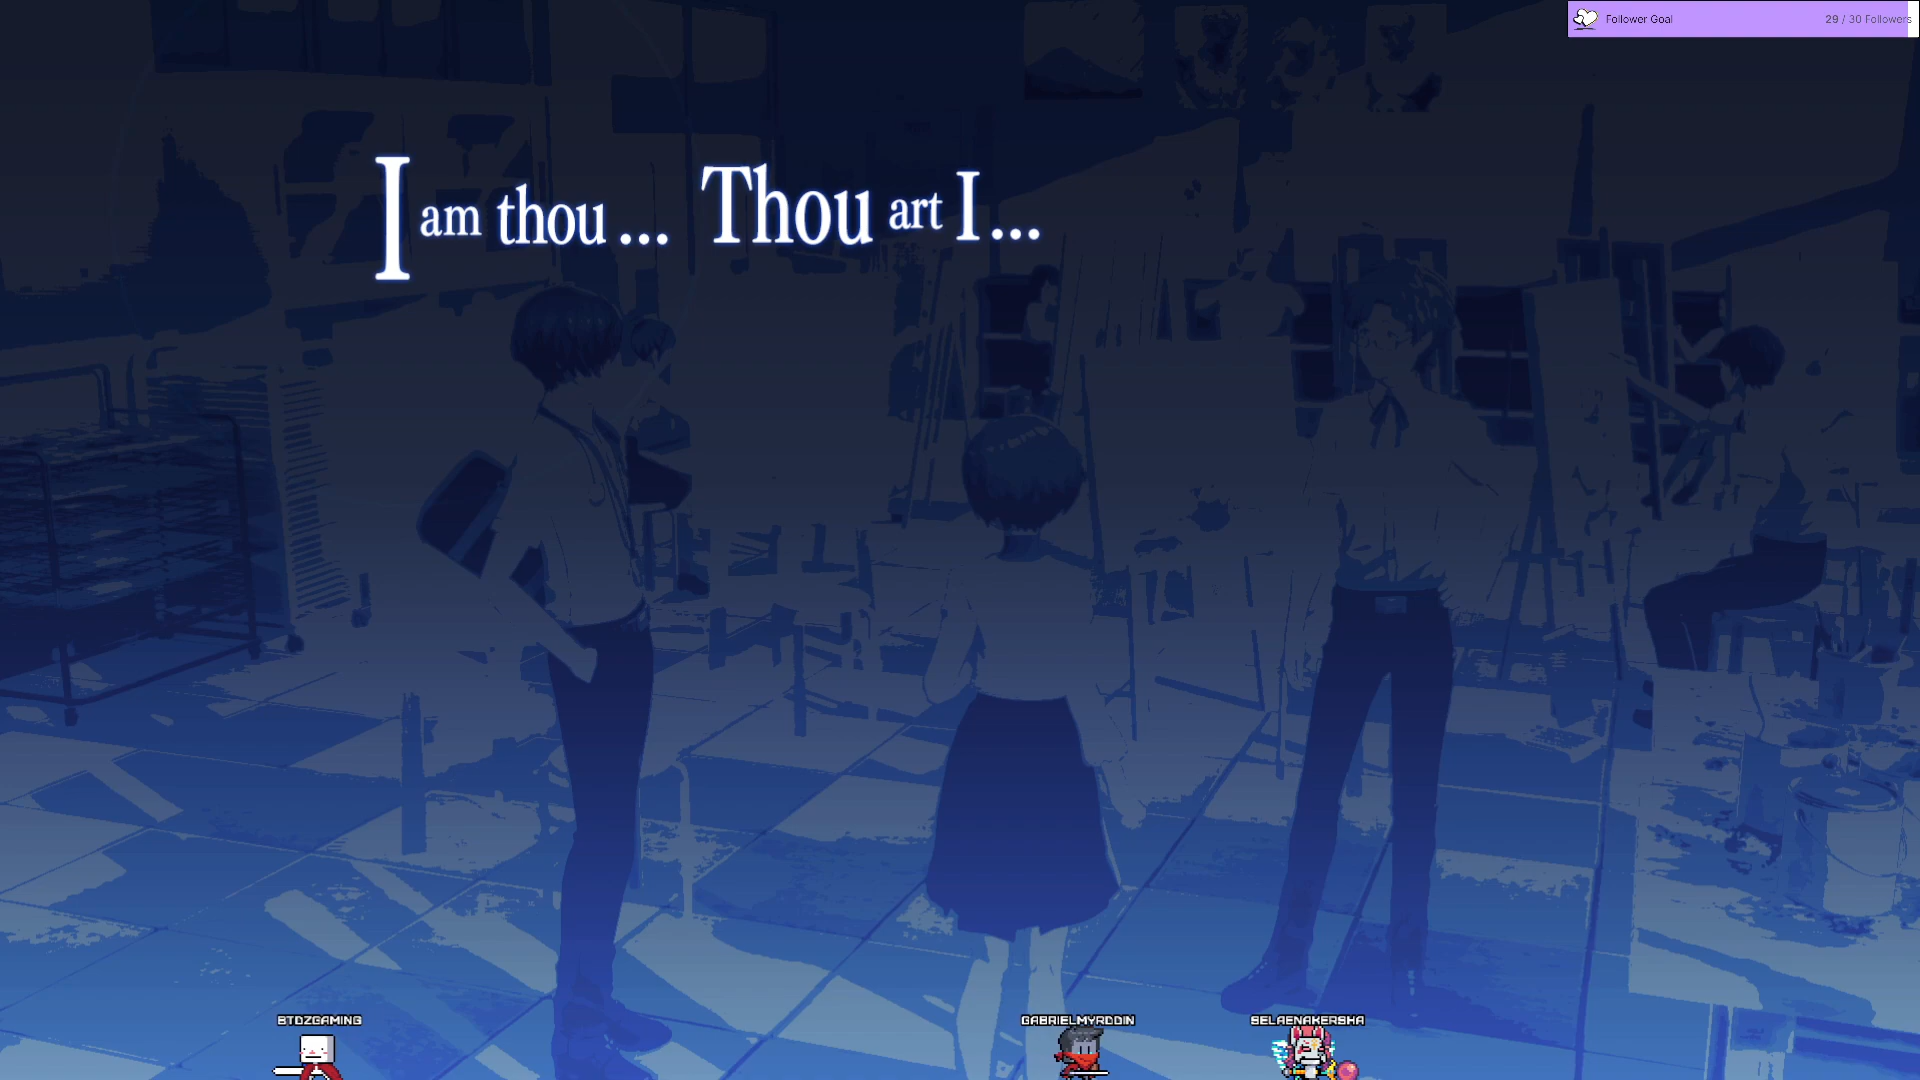 Follower Goal 29 / 30 Followers
I am thou... Thou art I...
BTDZGAMING GABRIELMYRDDIN SELAENAKERSHA